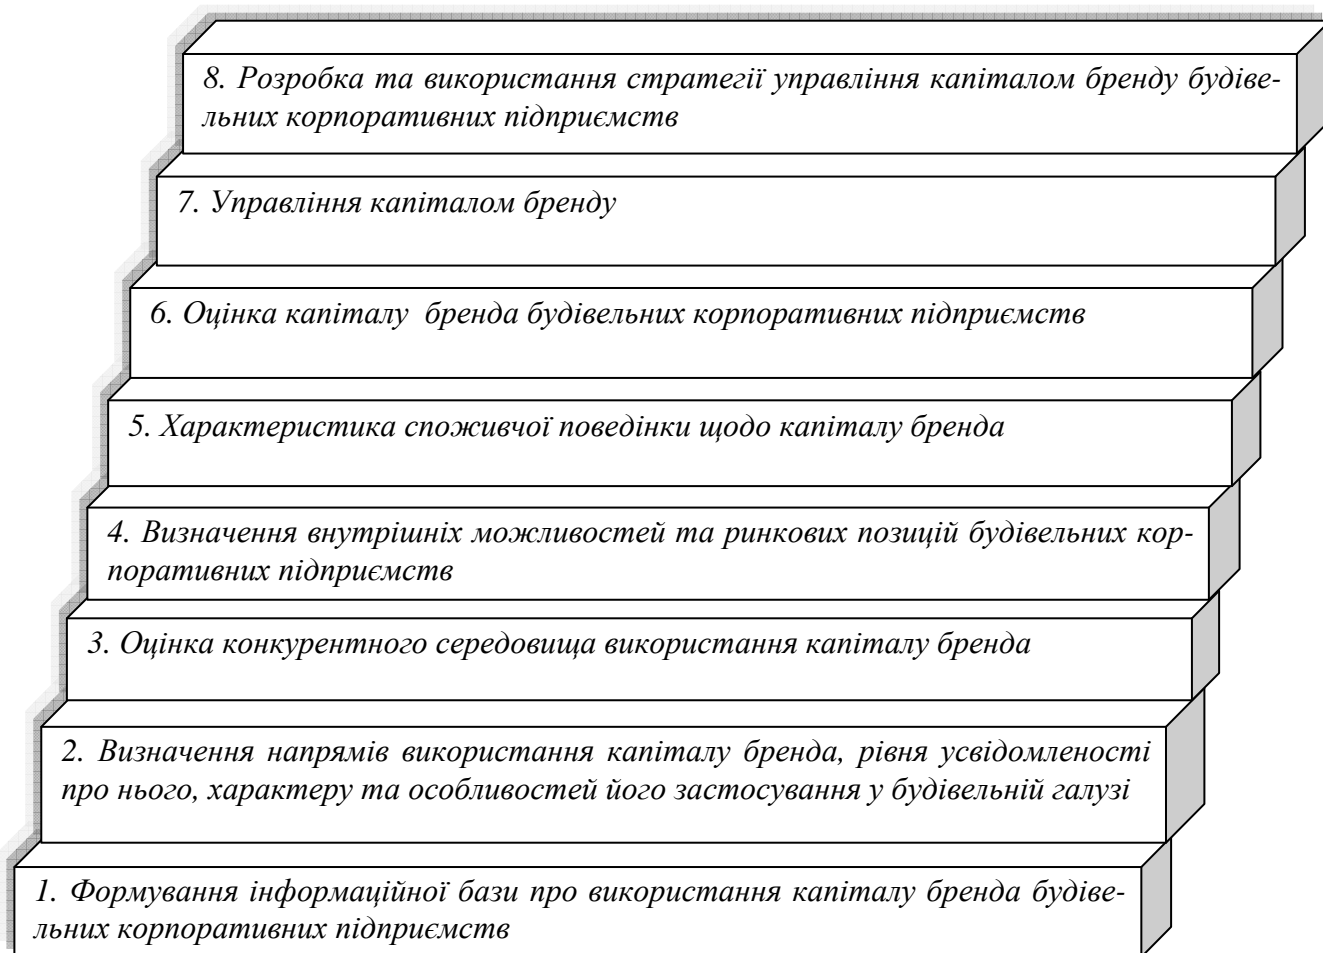 8. Розробка та використання стратегії управління капіталом бренду будіве-
льних корпоративних підприємств
7. Управління капіталом бренду
6. Оцінка капіталу бренда будівельних корпоративних підприємств
5. Характеристика споживчої поведінки щодо капіталу бренда
4. Визначення внутрішніх можливостей та ринкових позицій будівельних кор-
поративних підприємств
3. Оцінка конкурентного середовища використання капіталу бренда
2. Визначення напрямів використання капіталу бренда, рівня усвідомленості
про нього, характеру та особливостей його застосування у будівельній галузі
1. Формування інформаційної бази про використання капіталу бренда будіве-
льних корпоративних підприємств